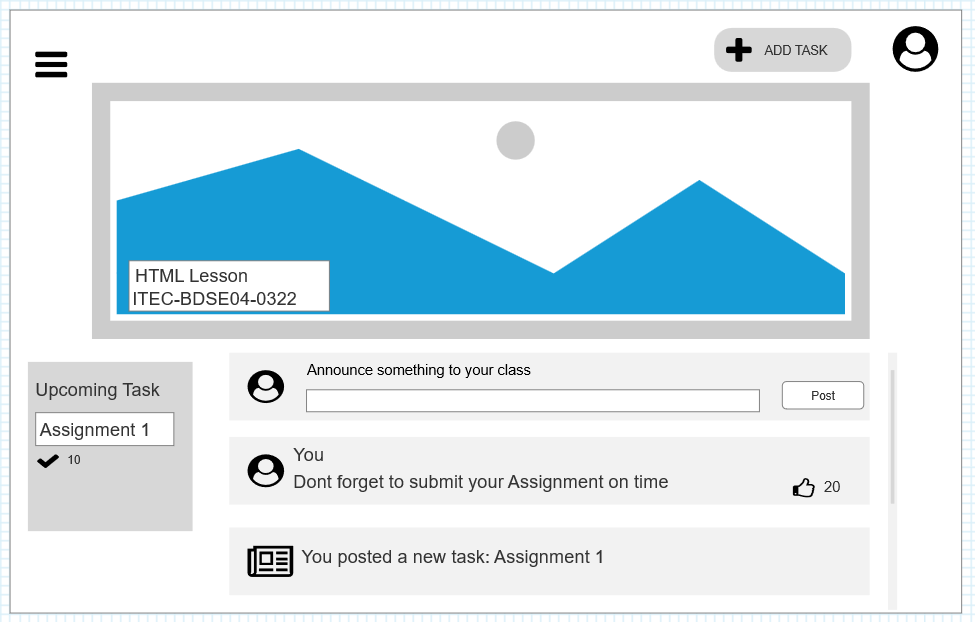 ADD TASK
HTML Lesson
ITEC-BDSE04-0322
Upcoming Task
Assignment 1
10
Announce something to your class
Post
You
Dont forget to submit your Assignment on time
20
You posted a new task: Assignment 1